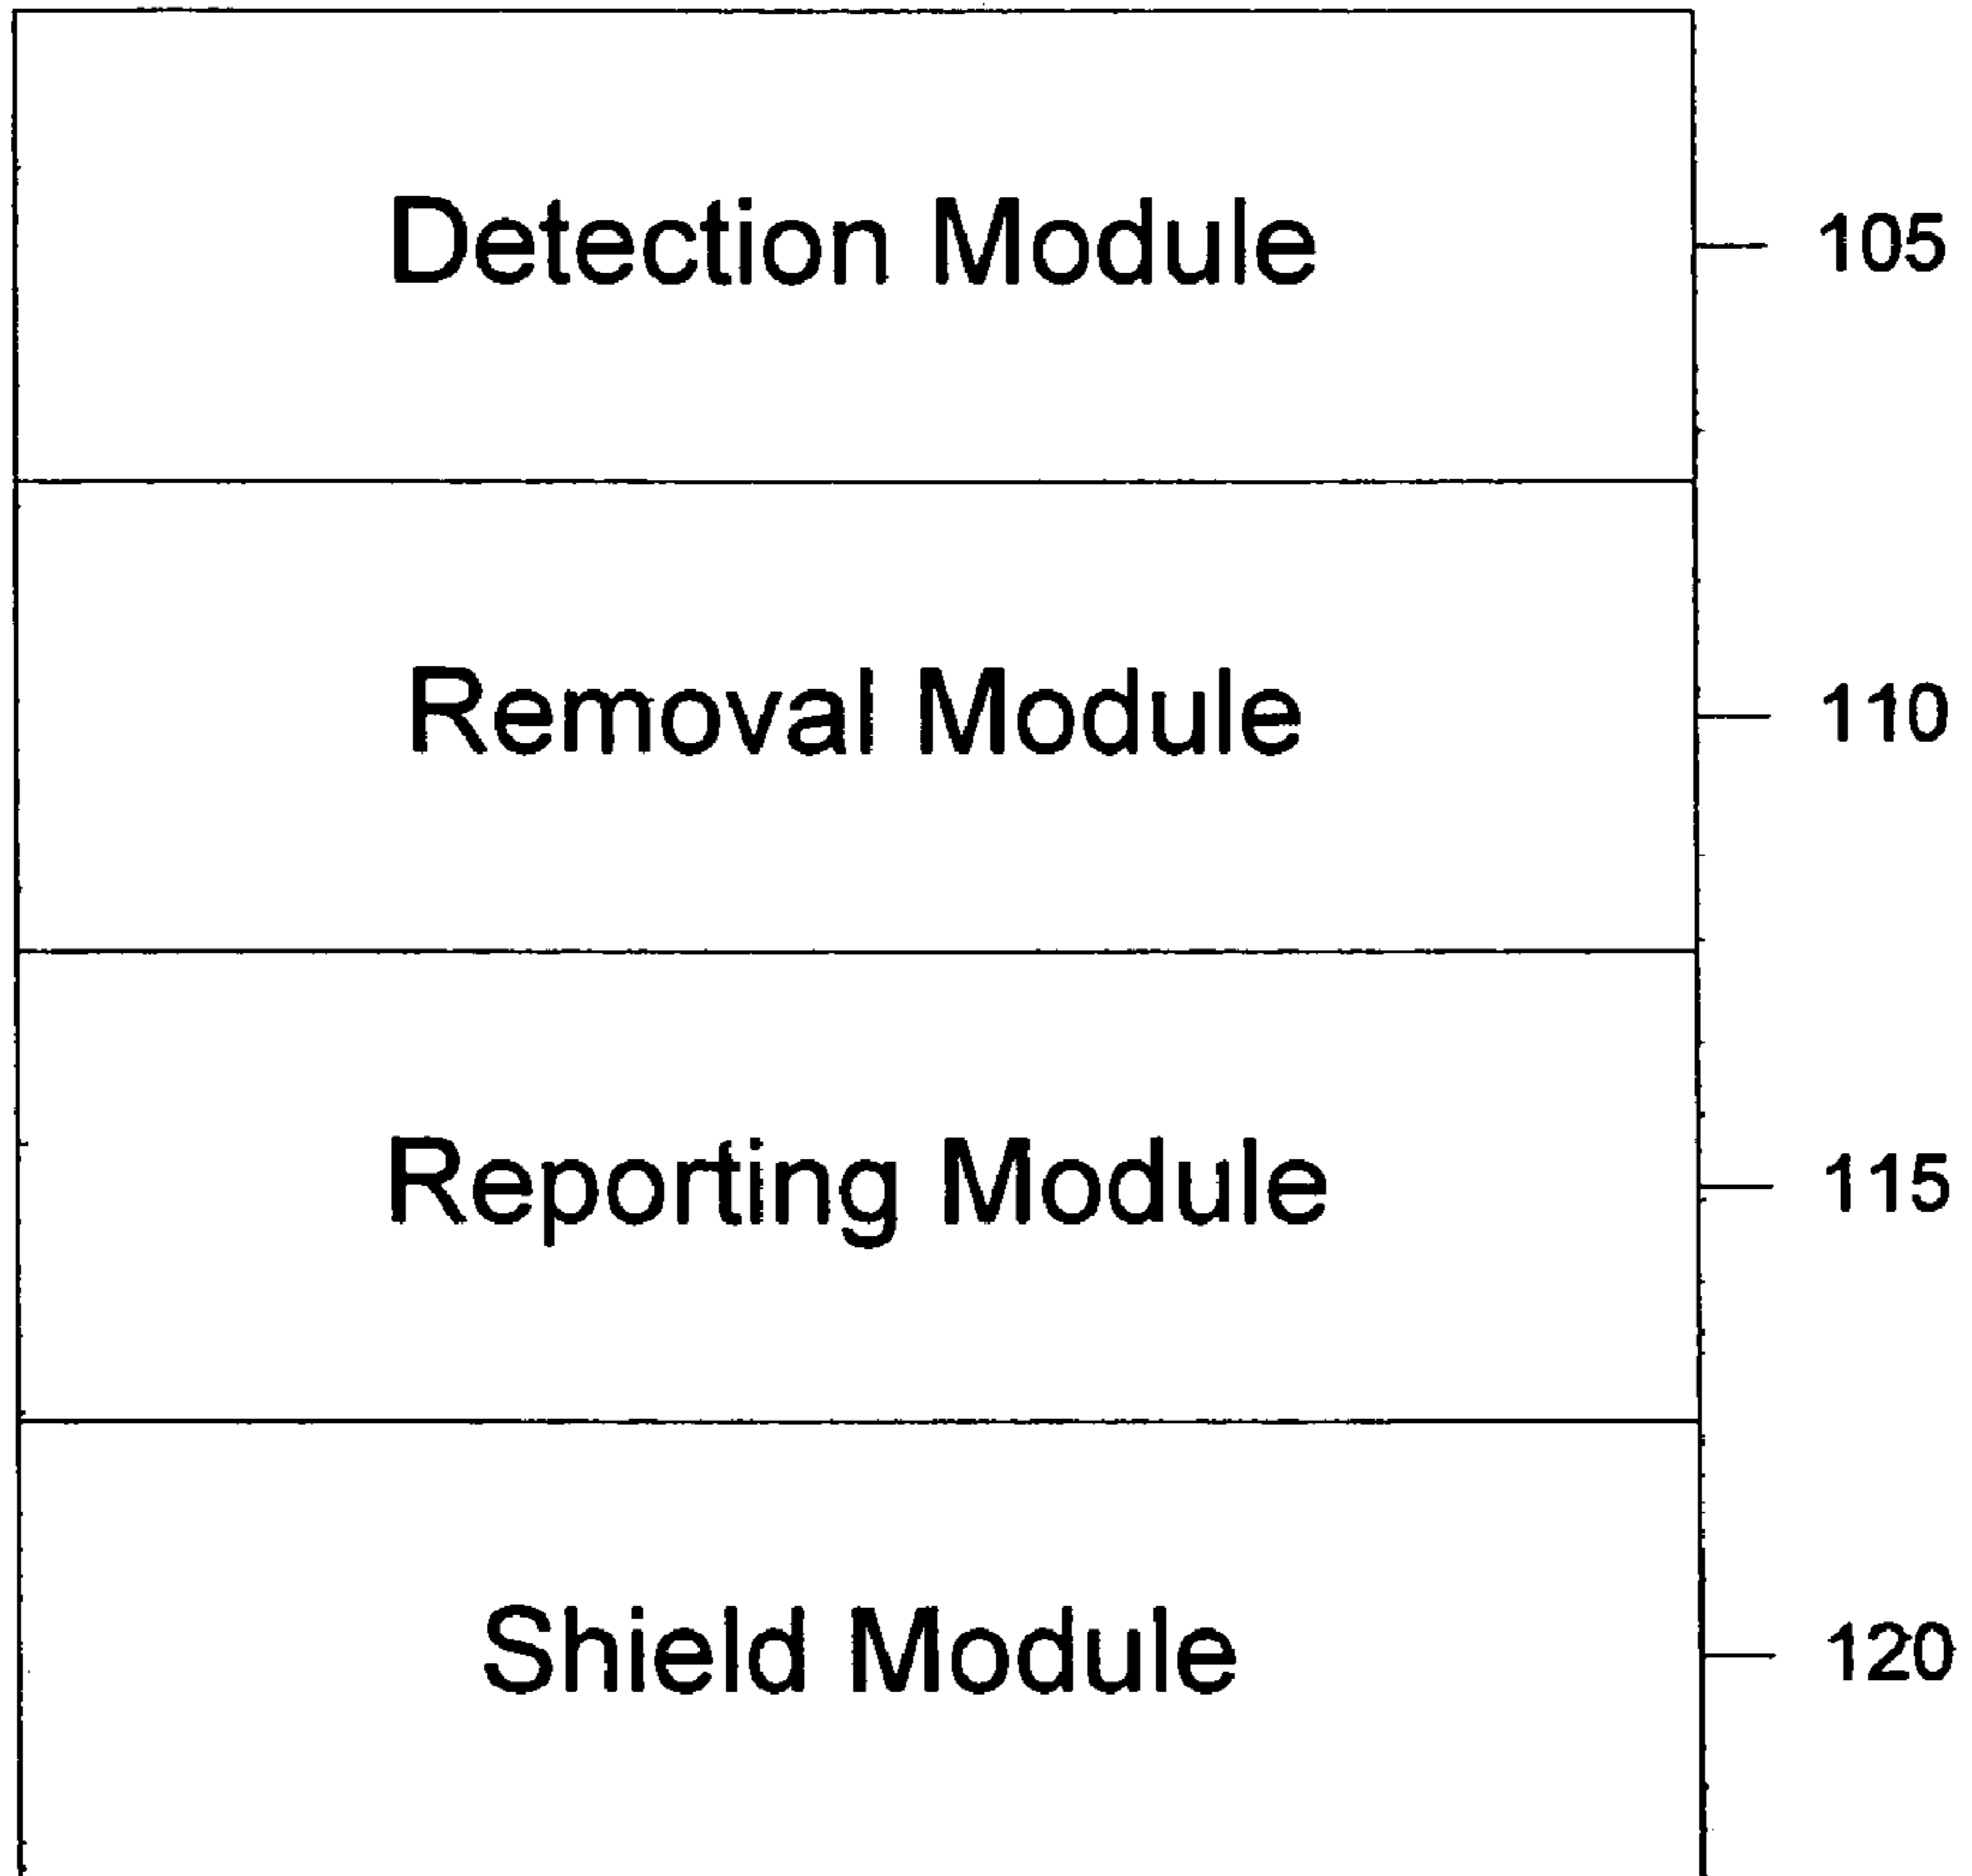 Detection Module 105
Removal Module 110
Reporting Module 115
Shield Module 120